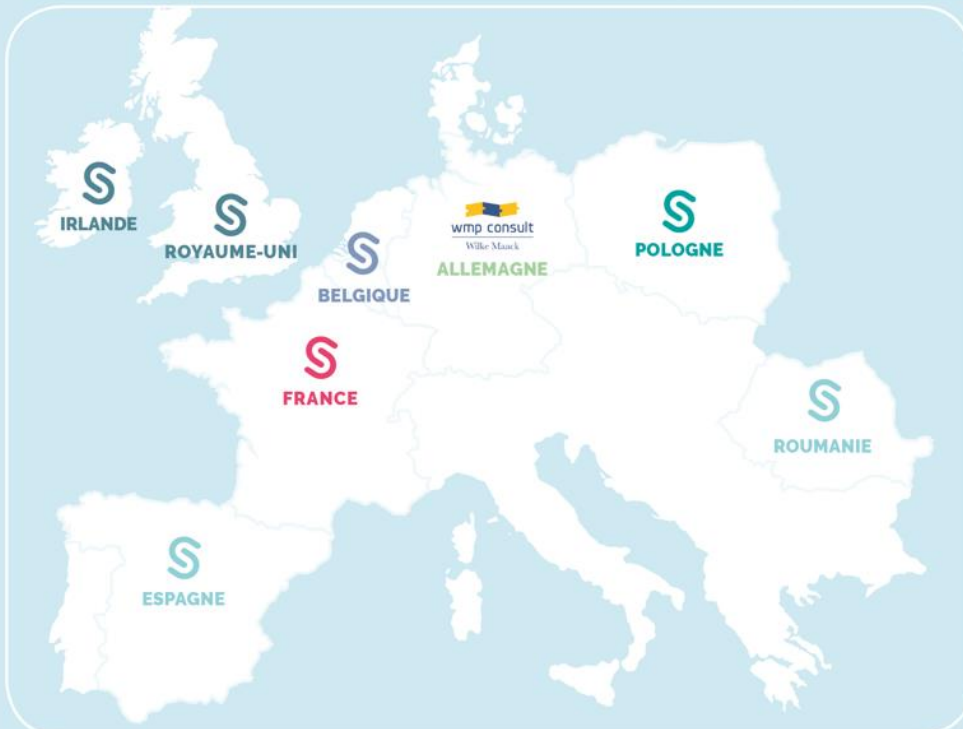 IRLANDE
ROYAUME-UNI
BELGIQUE
wmp consult
Wilke Maack
ALLEMAGNE
POLOGNE
FRANCE
ROUMANIE
ESPAGNE